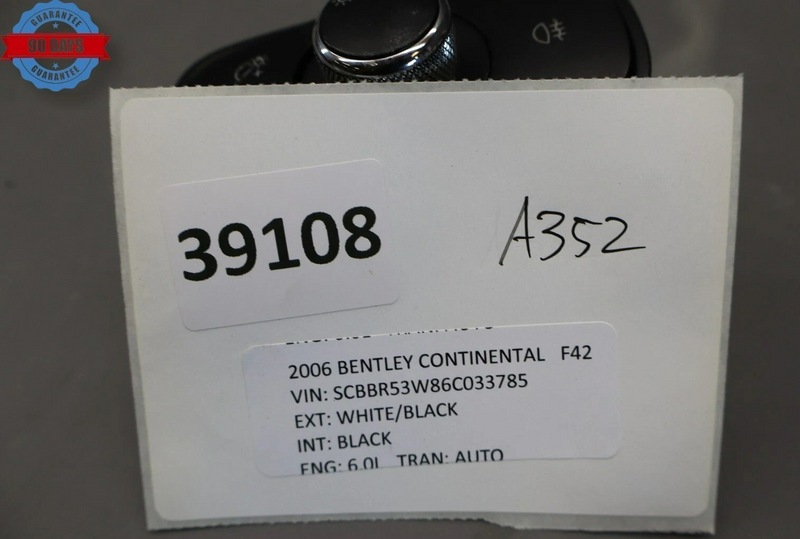 GUARANTEE
90 DAYS
GUARANTEE
39108
A352
2006 BENTLEY CONTINENTAL F42
VIN: SCBBR53W86C033785
EXT: WHITE/BLACK
INT: BLACK
ENG: 6.0L TRAN: AUTO